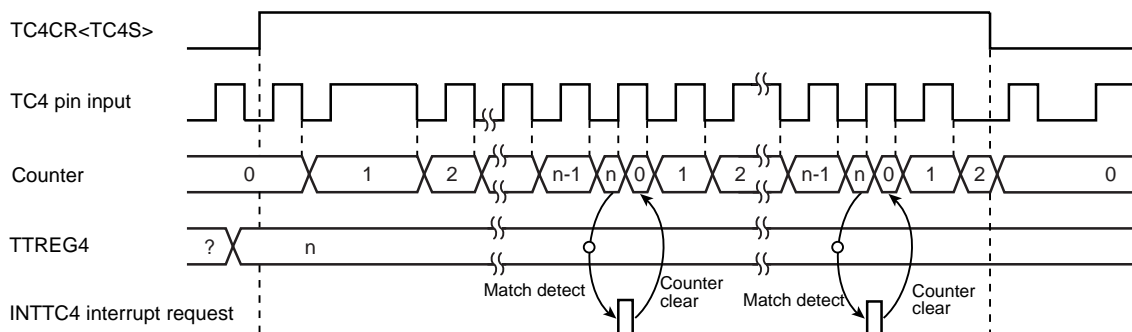 TC4CR<TC4S>
TC4 pin input
Counter 0 1 2 n-1 n 0 1 2 n-1 n 0 1 2 0
TTREG4 ? n
Match detect Counter clear Match detect Counter clear
INTTC4 interrupt request